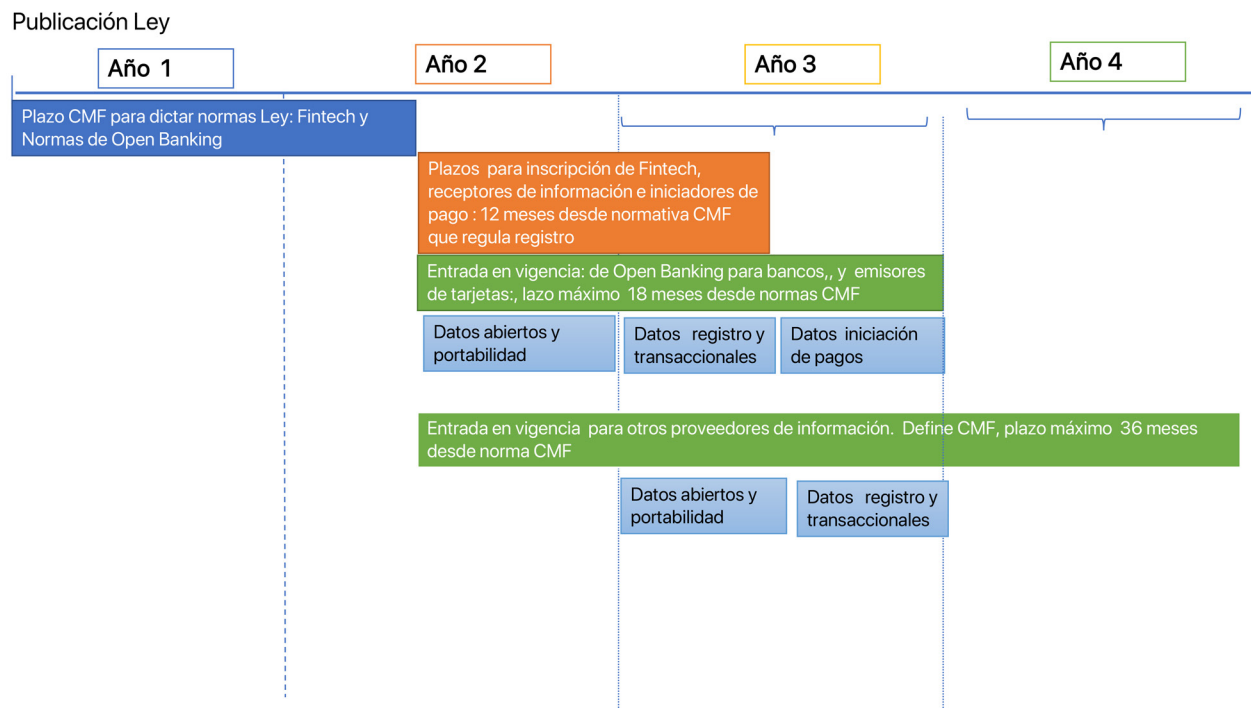 Publicación Ley
Año 1
Año 2
Año 3
Año 4
Plazo CMF para dictar normas Ley: Fintech y
Normas de Open Banking
Plazos para inscripción de Fintech,
receptores de información e iniciadores de
pago : 12 meses desde normativa CMF
que regula registro
Entrada en vigencia: de Open Banking para bancos,, y emisores
de tarjetas:, lazo máximo 18 meses desde normas CMF
Datos abiertos y
portabilidad
Datos registro y
transaccionales
Datos iniciación
de pagos
Entrada en vigencia para otros proveedores de información. Define CMF, plazo máximo 36 meses
desde norma CMF
Datos abiertos y
portabilidad
Datos registro y
transaccionales